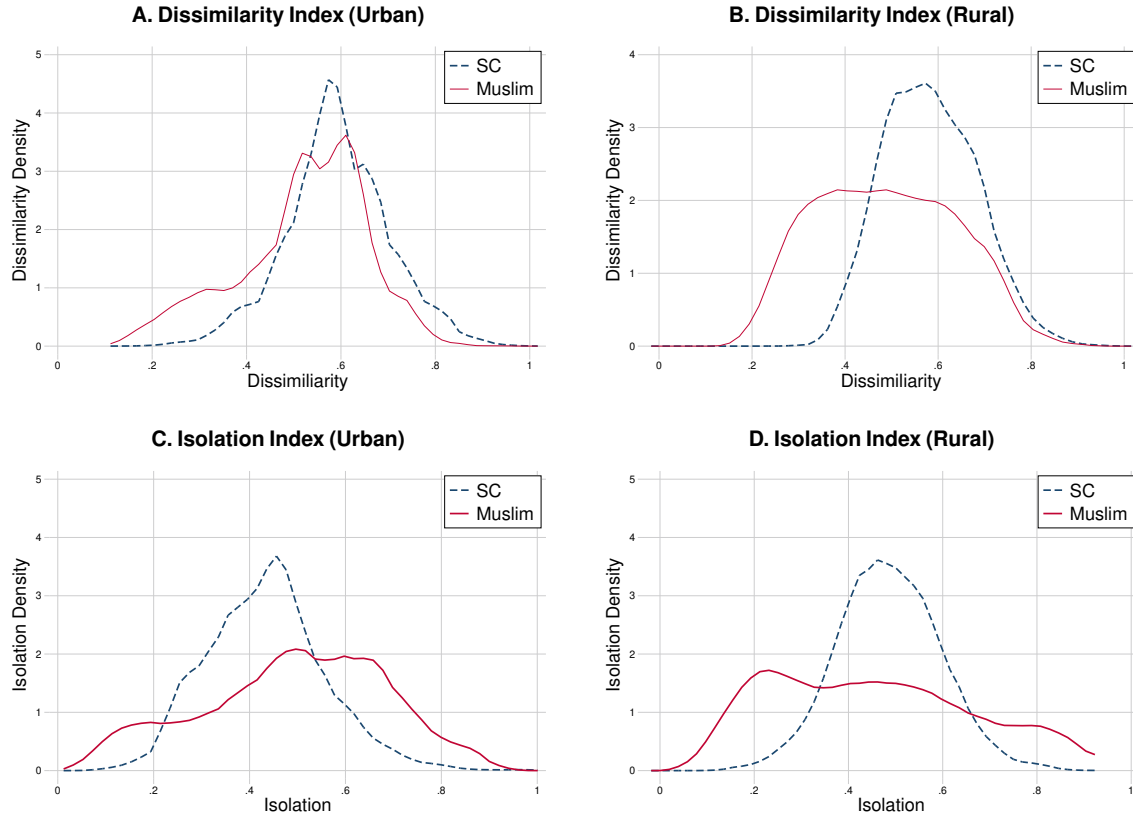 A. Dissimilarity Index (Urban)
Dissimilarity Density
5
4
3
2
1
0
0 .2 .4 .6 .8 1
Dissimiliarity
SC
Muslim
B. Dissimilarity Index (Rural)
Dissimilarity Density
4
3
2
1
0
0 .2 .4 .6 .8 1
Dissimiliarity
SC
Muslim
C. Isolation Index (Urban)
Isolation Density
5
4
3
2
1
0
0 .2 .4 .6 .8 1
Isolation
SC
Muslim
D. Isolation Index (Rural)
Isolation Density
5
4
3
2
1
0
0 .2 .4 .6 .8 1
Isolation
SC
Muslim